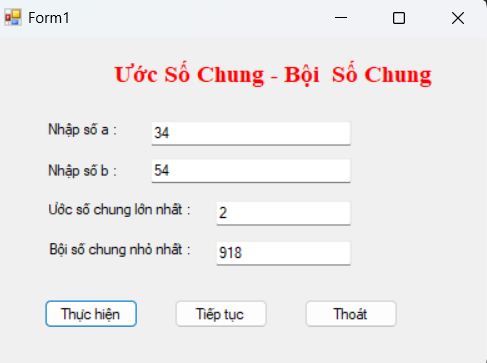 Form1
Ước Số Chung - Bội Số Chung
Nhập số a : 34
Nhập số b : 54
Ước số chung lớn nhất : 2
Bội số chung nhỏ nhất : 918
Thực hiện Tiếp tục Thoát